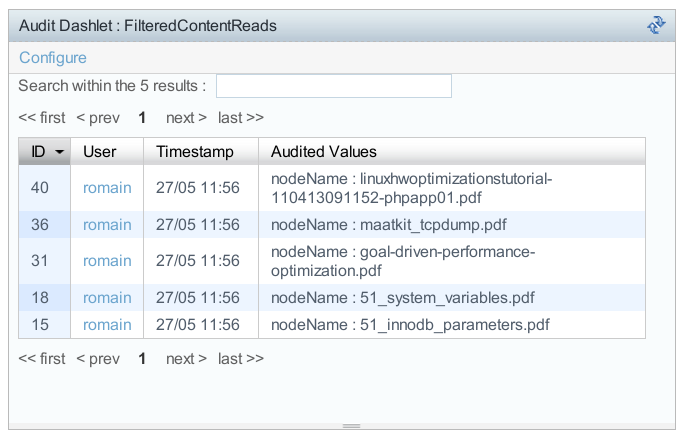 Audit Dashlet : FilteredContentReads
Configure
Search within the 5 results :
<< first < prev 1 next > last >>
ID User Timestamp Audited Values
40 romain 27/05 11:56 nodeName : linuxhwoptimizationstutorial-
110413091152-phpapp01.pdf
36 romain 27/05 11:56 nodeName : maatkit_tcpdump.pdf
31 romain 27/05 11:56 nodeName : goal-driven-performance-
optimization.pdf
18 romain 27/05 11:56 nodeName : 51_system_variables.pdf
15 romain 27/05 11:56 nodeName : 51_innodb_parameters.pdf
<< first < prev 1 next > last >>